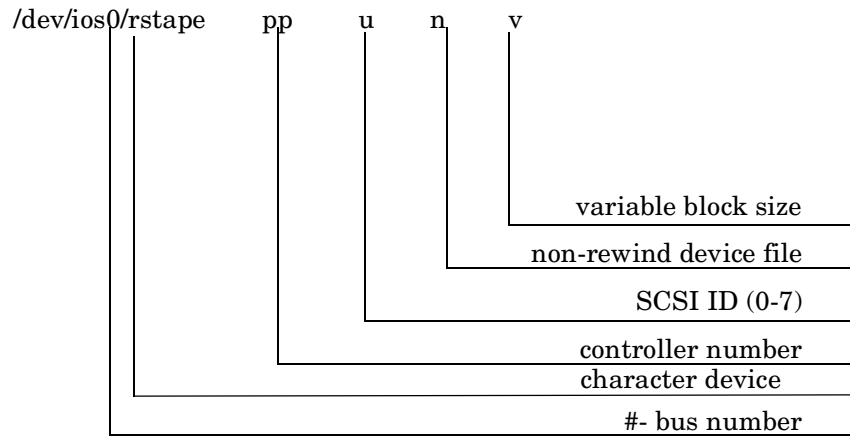 /dev/ios0/rstape pp u n v
variable block size
non-rewind device file
SCSI ID (0-7)
controller number
character device
#- bus number